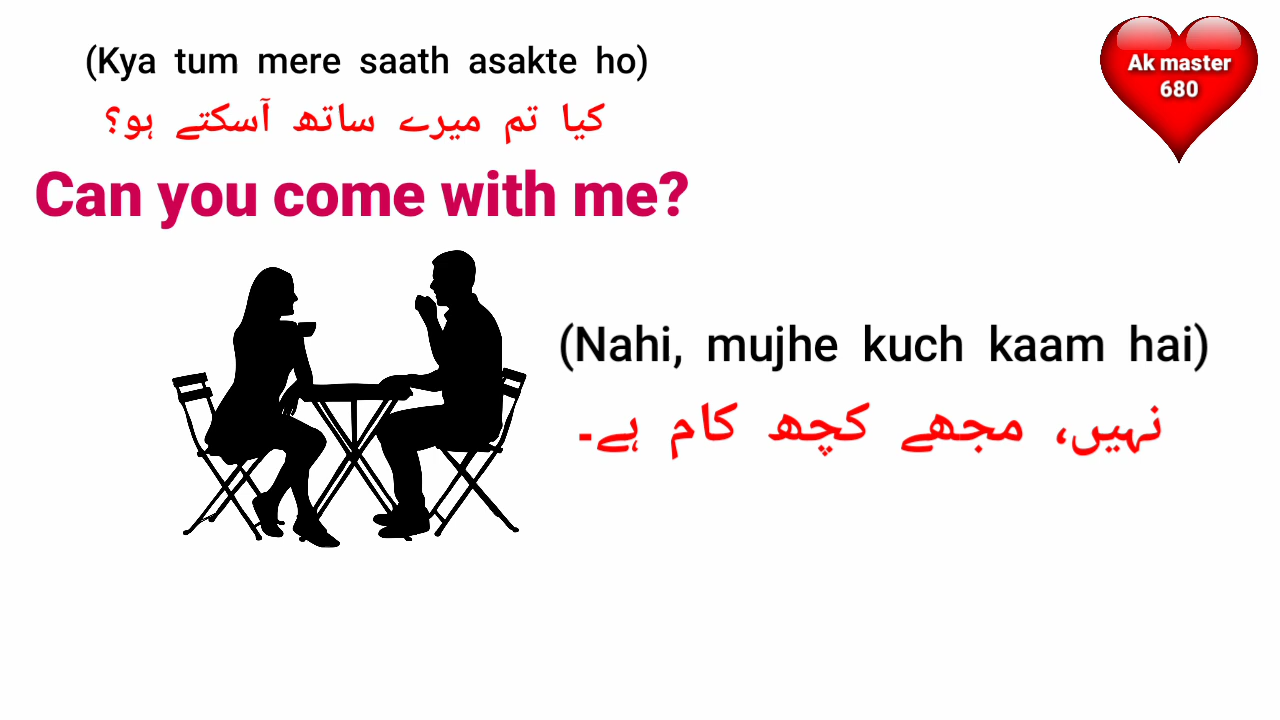 (Kya tum mere saath asakte ho)
کیا تم میرے ساتھ آسکتے ہو؟
Can you come with me?
Ak master
680
(Nahi, mujhe kuch kaam hai)
نہیں، مجھے کچھ کام ہے۔